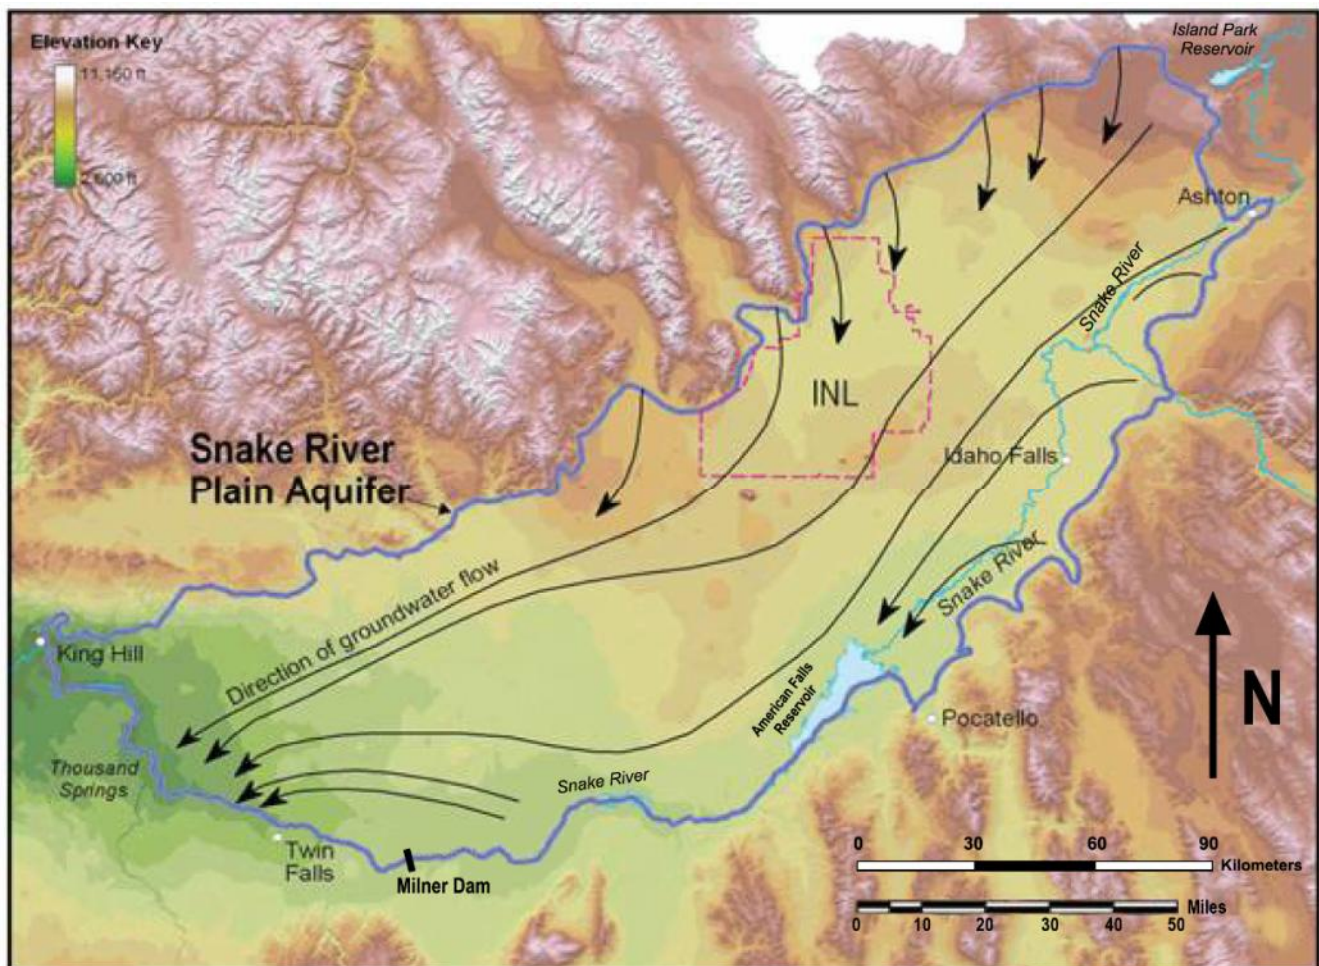 Elevation Key
11,160 ft
2,600 ft
Island Park
Reservoir
Ashton
Snake River
INL
Idaho Falls
Snake River
Plain Aquifer
Snake River
Direction of groundwater flow
King Hill
American Falls
Reservoir
N
Pocatello
Thousand
Springs
Snake River
Twin
Falls
Milner Dam
0 30 60 90
Kilometers
Miles
0 10 20 30 40 50